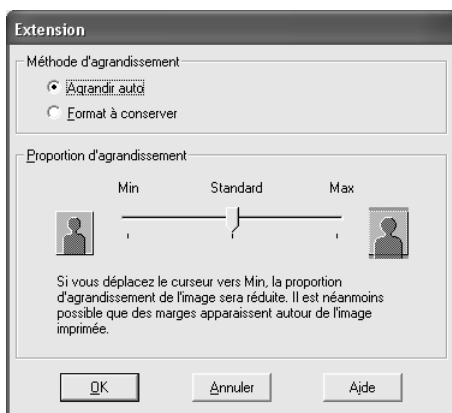 Extension
Méthode d'agrandissement
Agrandir auto
Format à conserver
Proportion d'agrandissement
Min Standard Max
Si vous déplacez le curseur vers Min, la proportion
d'agrandissement de l'image sera réduite. Il est néanmoins
possible que des marges apparaissent autour de l'image
imprimée.
OK Annuler Aide